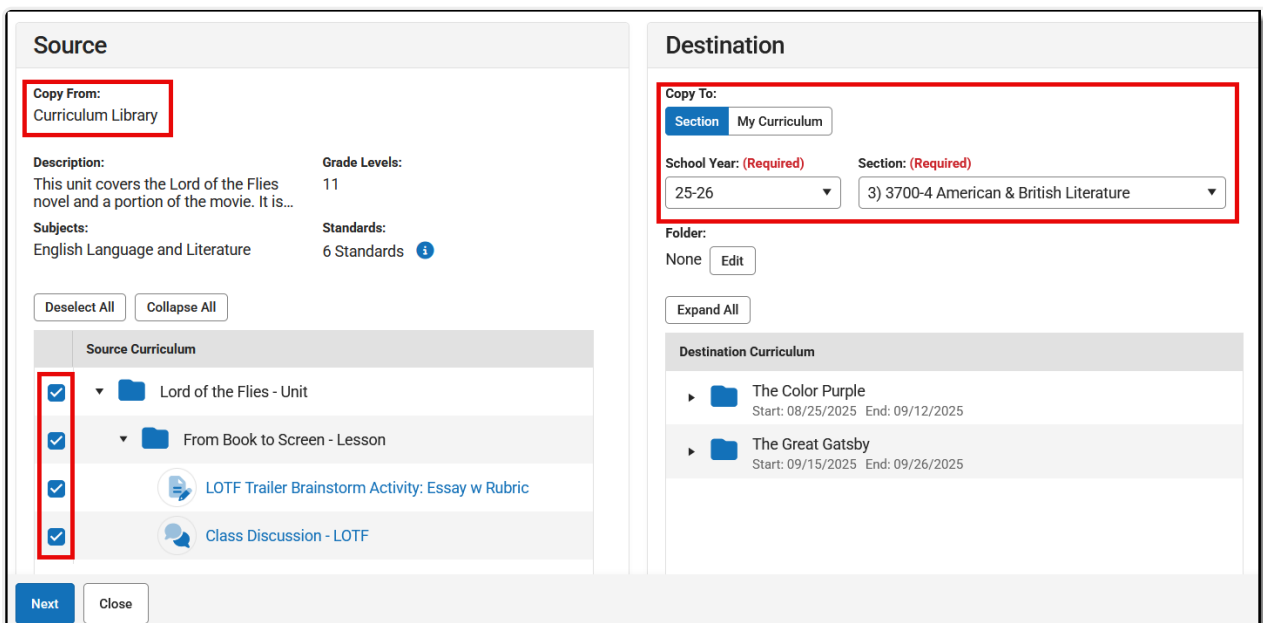 Source
Copy From:
Curriculum Library
Description:
This unit covers the Lord of the Flies
novel and a portion of the movie. It is...
Grade Levels:
11
Subjects:
English Language and Literature
Standards:
6 Standards
Deselect All
Collapse All
Source Curriculum
Lord of the Flies - Unit
From Book to Screen - Lesson
LOTF Trailer Brainstorm Activity: Essay w Rubric
Class Discussion - LOTF
Destination
Copy To:
Section
My Curriculum
School Year: (Required)
25-26
Section: (Required)
3) 3700-4 American & British Literature
Folder:
None
Edit
Expand All
Destination Curriculum
The Color Purple
Start: 08/25/2025 End: 09/12/2025
The Great Gatsby
Start: 09/15/2025 End: 09/26/2025
Next
Close